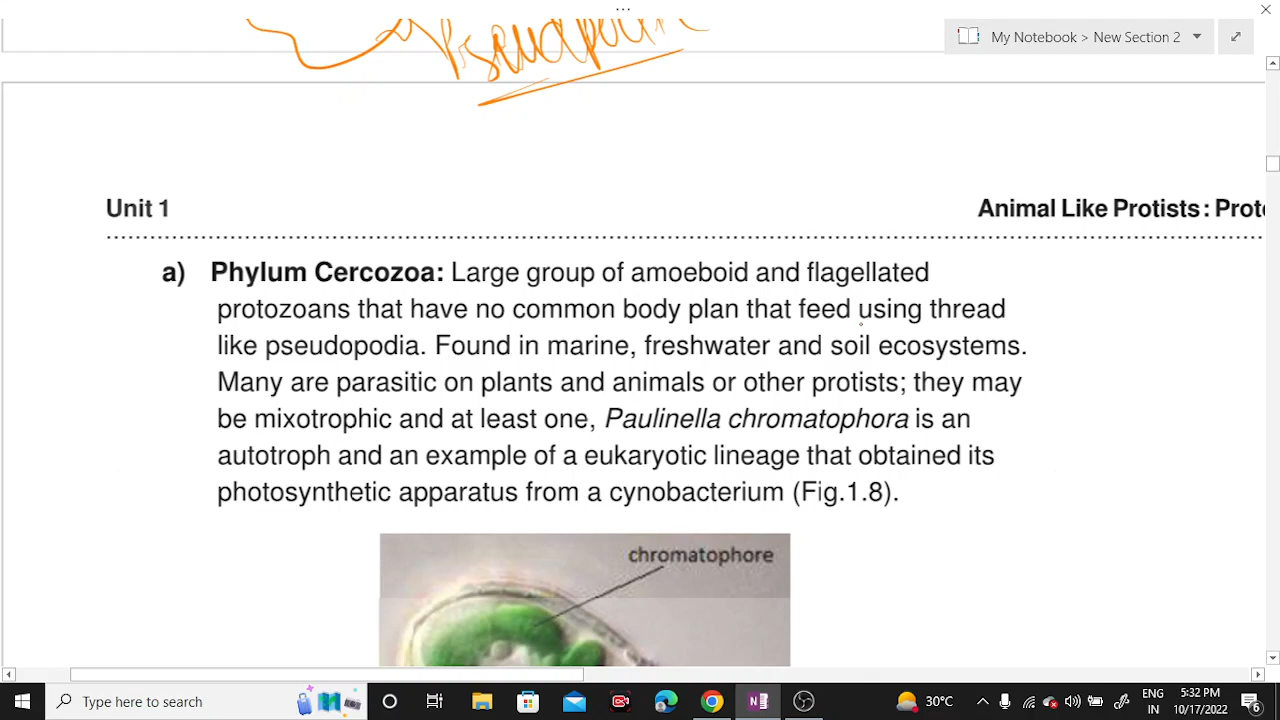 My Notebook > New Section 2
Unit 1
Animal Like Protists : Prot
a) Phylum Cercozoa: Large group of amoeboid and flagellated
protozoans that have no common body plan that feed using thread
like pseudopodia. Found in marine, freshwater and soil ecosystems.
Many are parasitic on plants and animals or other protists; they may
be mixotrophic and at least one, Paulinella chromatophora is an
autotroph and an example of a eukaryotic lineage that obtained its
photosynthetic apparatus from a cynobacterium (Fig.1.8).
chromatophore
Type here to search
30°C
ENG
IN
5:32 PM
10/17/2022
6